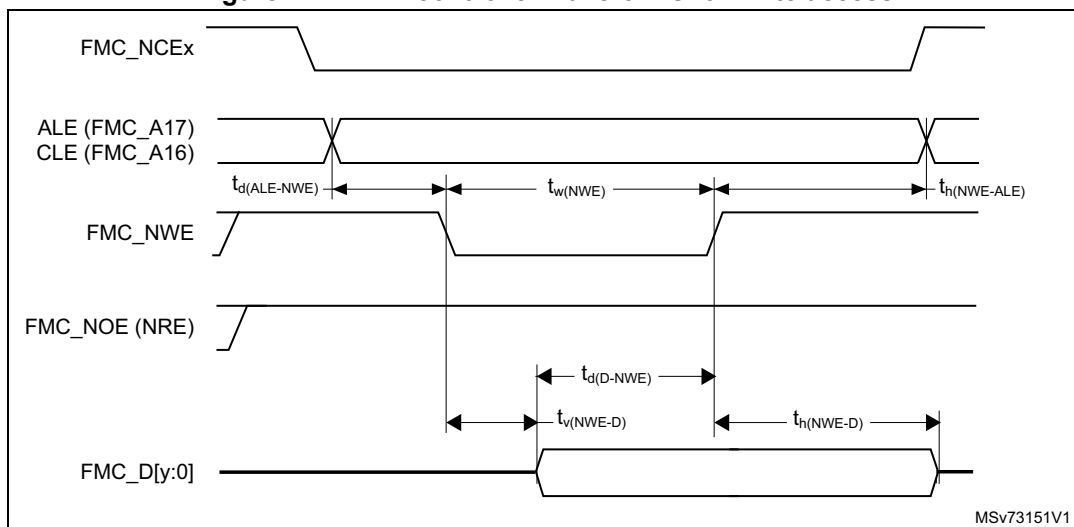 FMC_NCEx
ALE (FMC_A17)
CLE (FMC_A16)
td(ALE-NWE)
tw(NWE)
th(NWE-ALE)
FMC_NWE
FMC_NOE (NRE)
td(D-NWE)
tv(NWE-D)
th(NWE-D)
FMC_D[y:0]
MSv73151V1